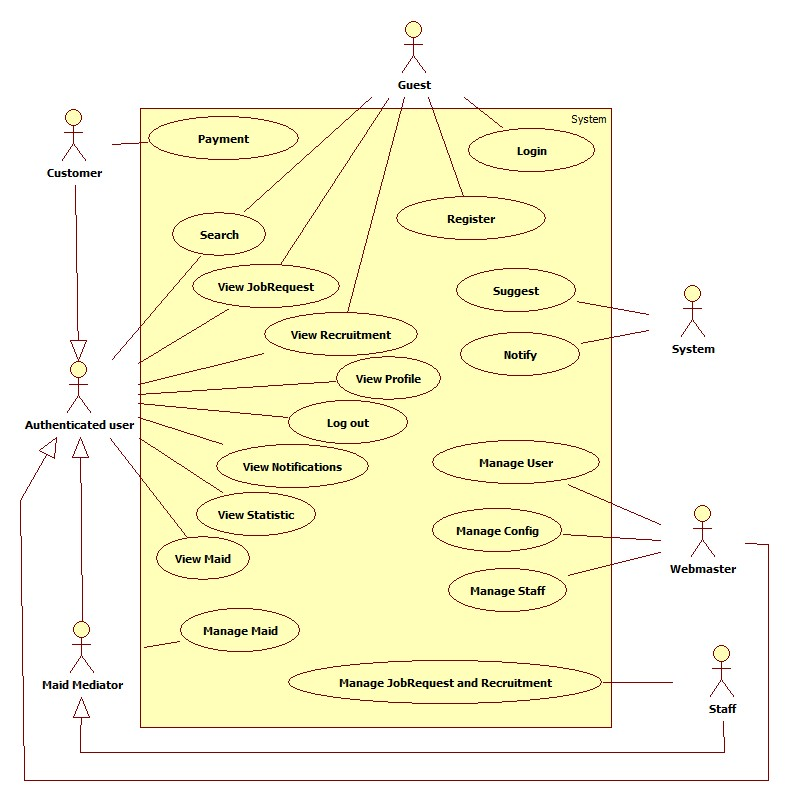 Guest
System
Customer
Payment
Login
Register
Search
View JobRequest
Suggest
View Recruitment
System
Notify
View Profile
Authenticated user
Log out
View Notifications
Manage User
View Statistic
Manage Config
View Maid
Webmaster
Manage Staff
Manage Maid
Maid Mediator
Manage JobRequest and Recruitment
Staff